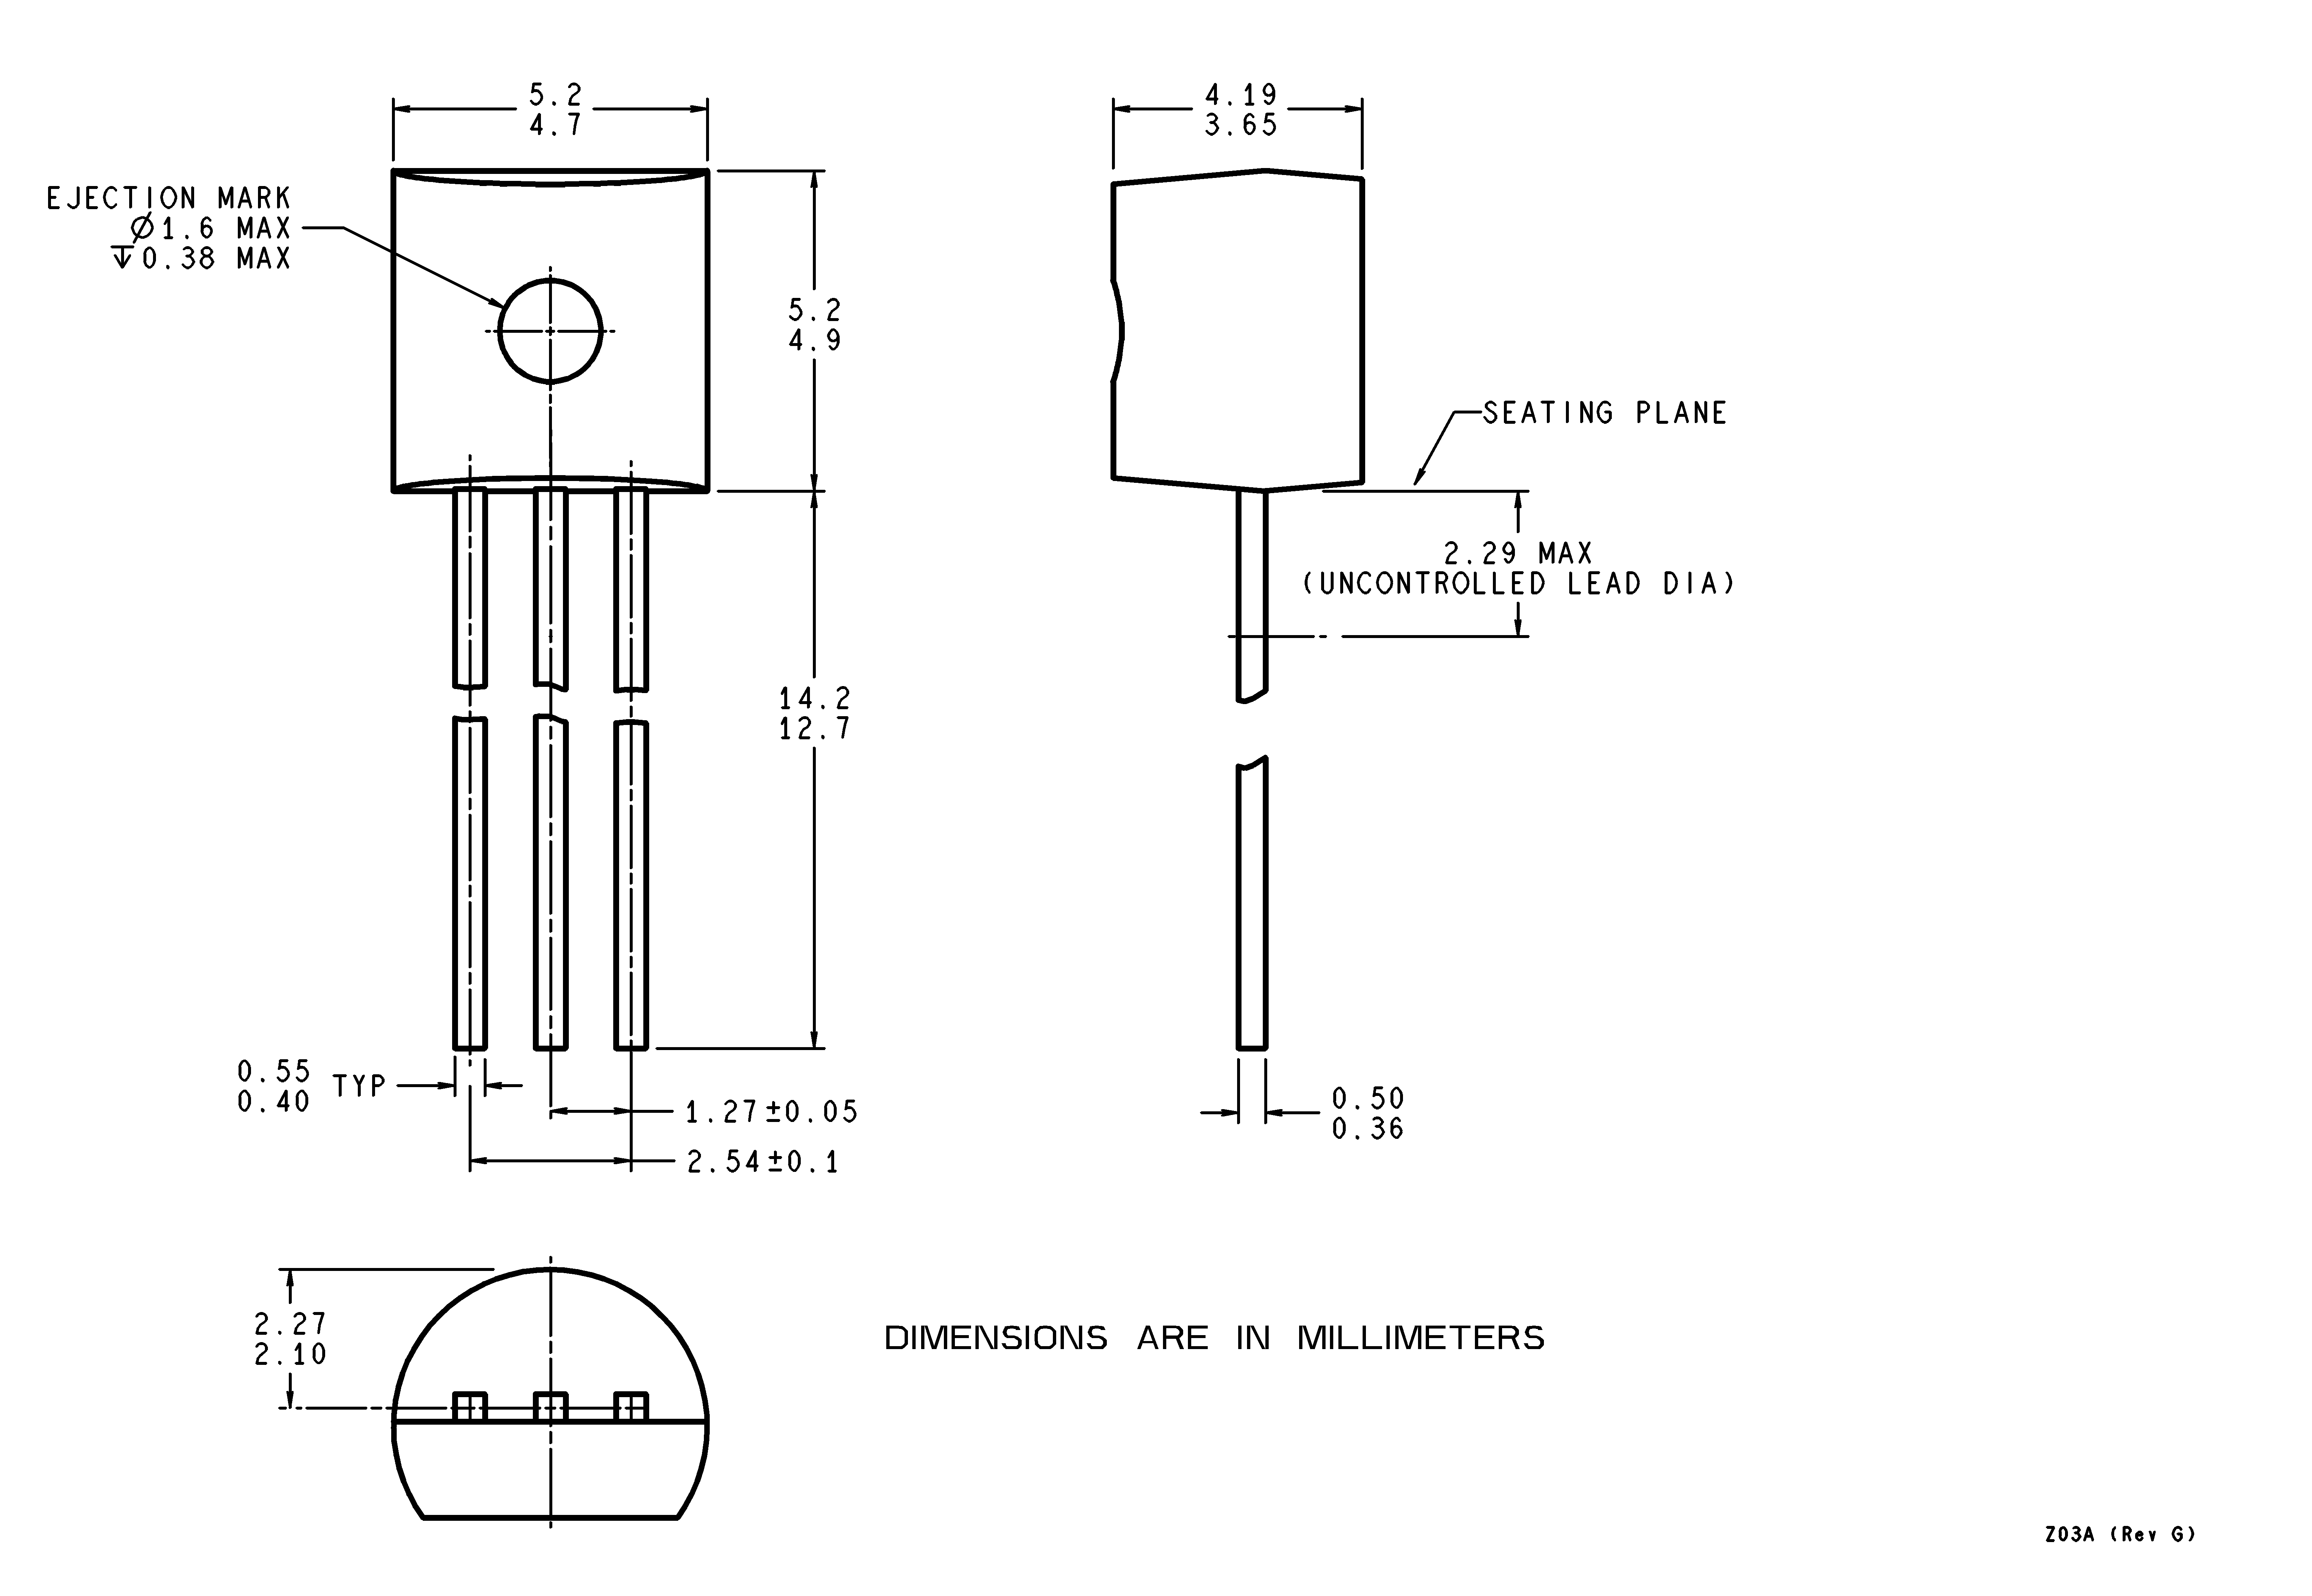 5.2
4.7
4.19
3.65
EJECTION MARK
Ø1.6 MAX
↧0.38 MAX
5.2
4.9
SEATING PLANE
2.29 MAX
(UNCONTROLLED LEAD DIA)
14.2
12.7
0.55
0.40
TYP
1.27±0.05
2.54±0.1
0.50
0.36
2.27
2.10
DIMENSIONS ARE IN MILLIMETERS
Z03A (Rev G)